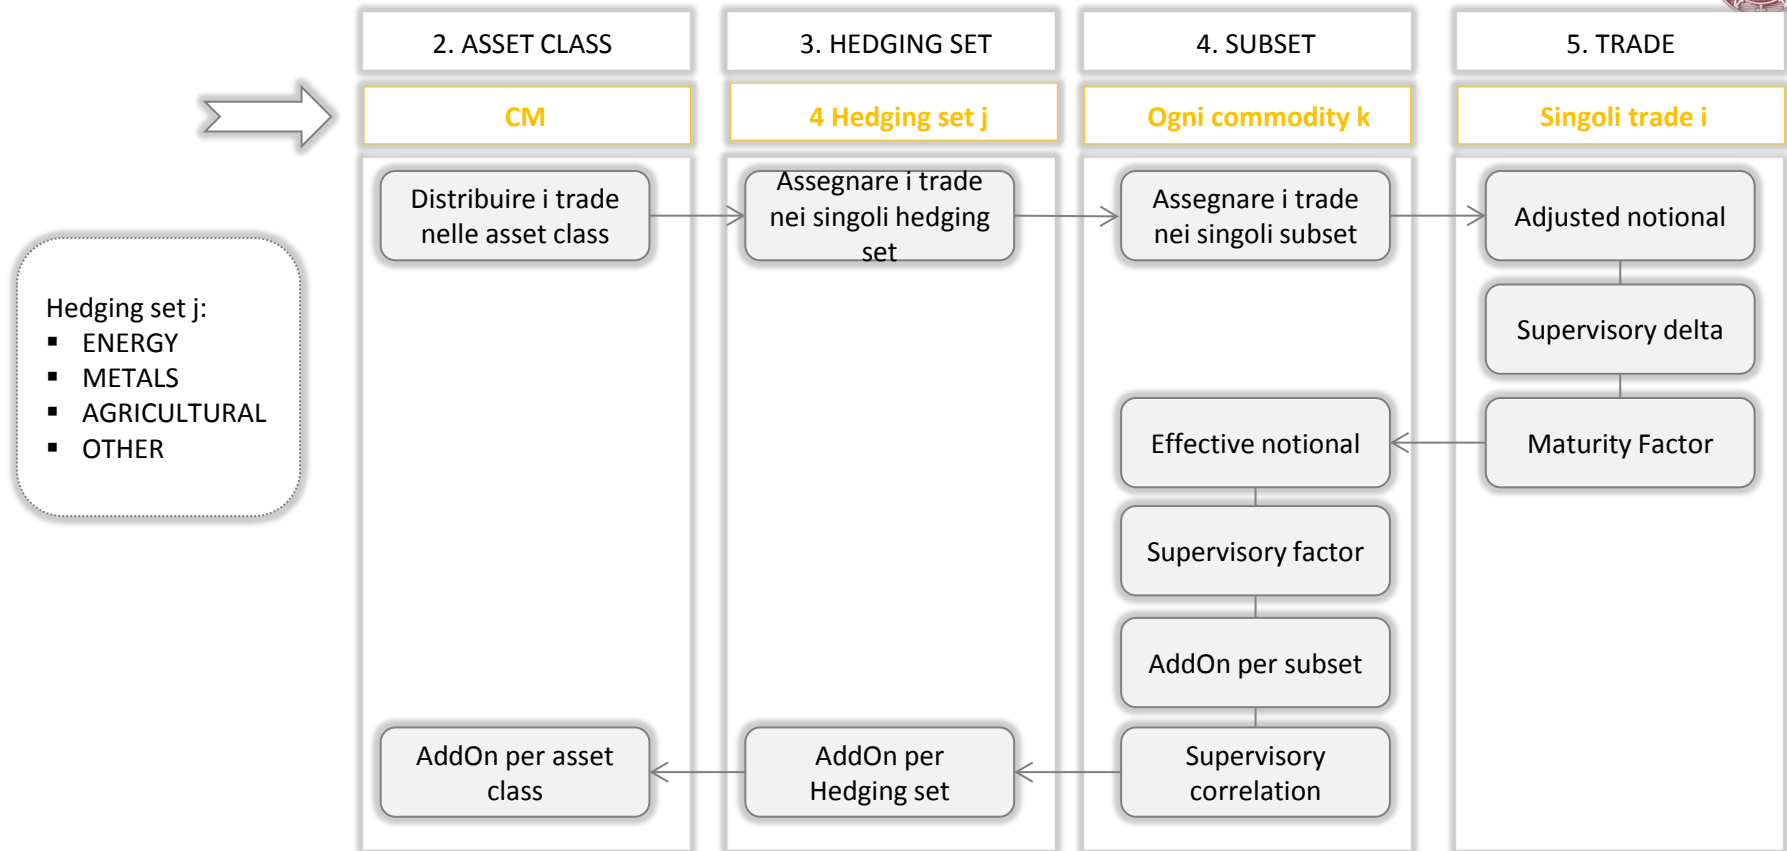 2. ASSET CLASS
3. HEDGING SET
4. SUBSET
5. TRADE
CM
4 Hedging set j
Ogni commodity k
Singoli trade i
Distribuire i trade
nelle asset class
Assegnare i trade
nei singoli hedging
set
Assegnare i trade
nei singoli subset
Adjusted notional
Hedging set j:
▪ ENERGY
▪ METALS
▪ AGRICULTURAL
▪ OTHER
Supervisory delta
Effective notional
Maturity Factor
Supervisory factor
AddOn per subset
AddOn per asset
class
AddOn per
Hedging set
Supervisory
correlation